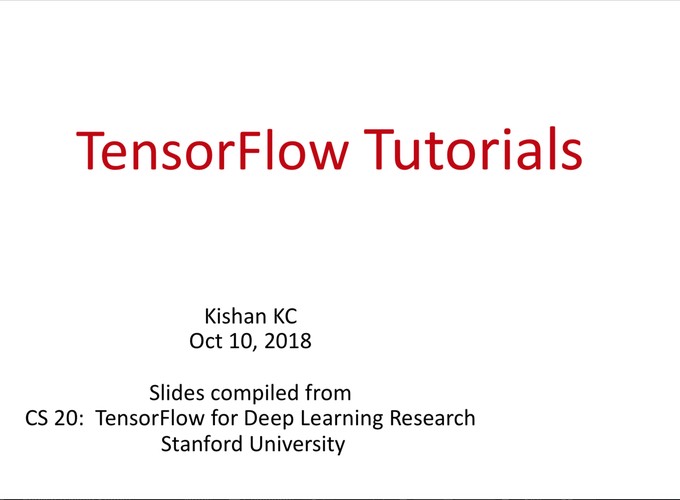 TensorFlow Tutorials
Kishan KC
Oct 10, 2018
Slides compiled from
CS 20:  TensorFlow for Deep Learning Research
Stanford University